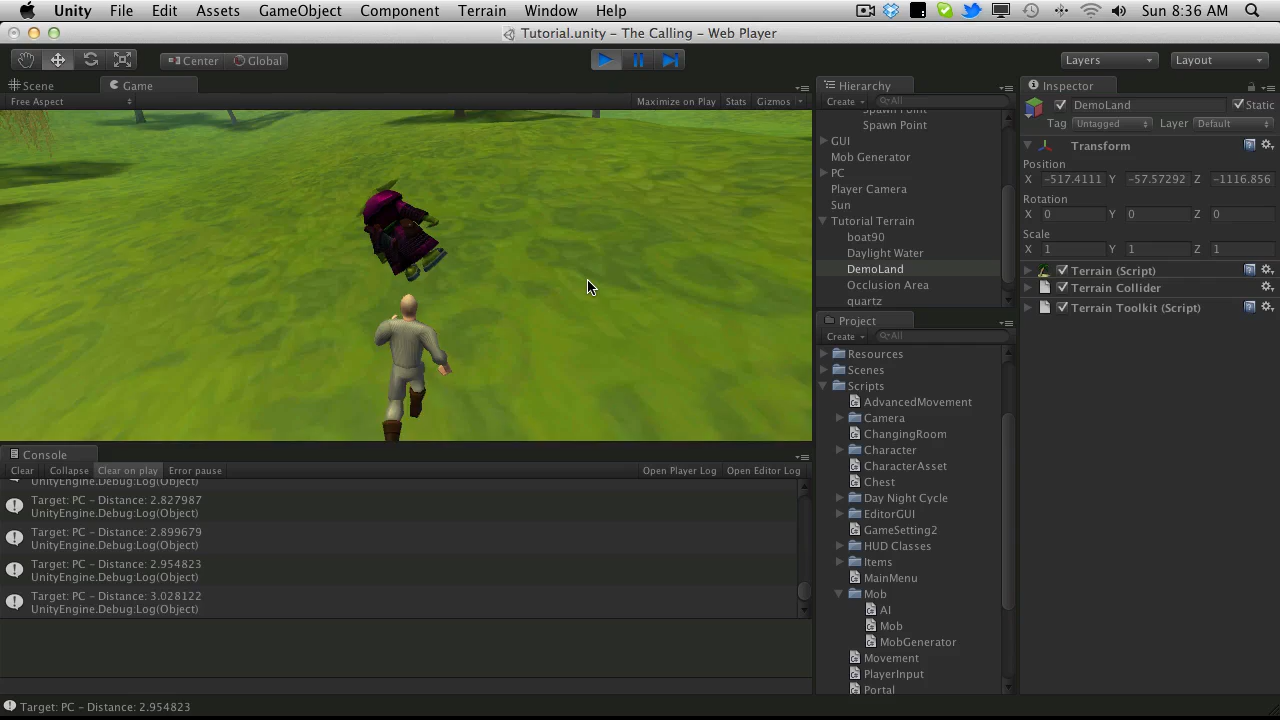 Unity File Edit Assets GameObject Component Terrain Window Help Sun 8:36 AM
Tutorial.unity – The Calling – Web Player
Center Global Layers Layout
Scene Game
Free Aspect Maximize on Play Stats Gizmos
Console
Clear Collapse Clear on play Error pause Open Player Log Open Editor Log
UnityEngine.Debug:Log(Object)
Target: PC – Distance: 2.827987
UnityEngine.Debug:Log(Object)
Target: PC – Distance: 2.899679
UnityEngine.Debug:Log(Object)
Target: PC – Distance: 2.954823
UnityEngine.Debug:Log(Object)
Target: PC – Distance: 3.028122
UnityEngine.Debug:Log(Object)
Target: PC – Distance: 2.954823
Hierarchy
Create All
Spawn Point
Spawn Point
GUI
Mob Generator
PC
Player Camera
Sun
Tutorial Terrain
boat90
Daylight Water
DemoLand
Occlusion Area
quartz
Project
Create All
Resources
Scenes
Scripts
AdvancedMovement
Camera
ChangingRoom
Character
CharacterAsset
Chest
Day Night Cycle
EditorGUI
GameSetting2
HUD Classes
Items
MainMenu
Mob
AI
Mob
MobGenerator
Movement
PlayerInput
Portal
Inspector
DemoLand Static
Tag Untagged Layer Default
Transform
Position
X -517.4111 Y -57.57292 Z -1116.856
Rotation
X 0 Y 0 Z 0
Scale
X 1 Y 1 Z 1
Terrain (Script)
Terrain Collider
Terrain Toolkit (Script)